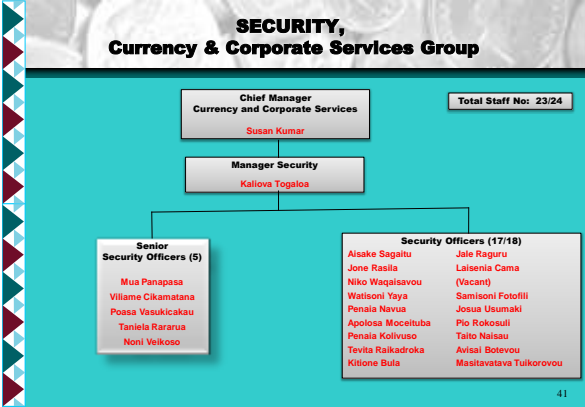 SECURITY,
Currency & Corporate Services Group
Chief Manager
Currency and Corporate Services
Susan Kumar
Total Staff No: 23/24
Manager Security
Kaliova Togaloa
Senior
Security Officers (5)
Mua Panapasa
Viliame Cikamatana
Poasa Vasukicakau
Taniela Rararua
Noni Veikoso
Security Officers (17/18)
Aisake Sagaitu
Jone Rasila
Niko Waqaisavou
Watisoni Yaya
Penaia Navua
Apolosa Moceituba
Penaia Kolivuso
Tevita Raikadroka
Kitione Bula
Jale Raguru
Laisenia Cama
(Vacant)
Samisoni Fotofili
Josua Usumaki
Pio Rokosuli
Taito Naisau
Avisai Botevou
Masitavatava Tuikorovou
41